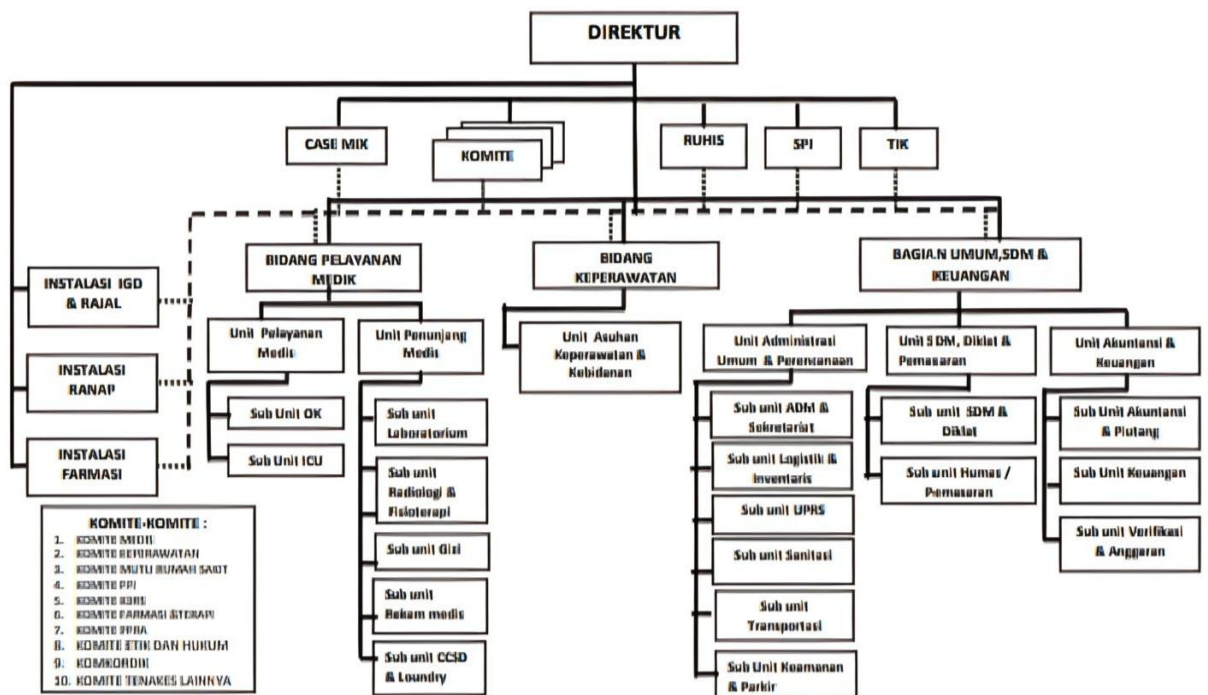 DIREKTUR
CASE MIX
KOMITE
RUHIS
SPI
TIK
BIDANG PELAYANAN
MEDIK
BIDANG
KEPERAWATAN
BAGIAN UMUM,SDM &
KEUANGAN
INSTALASI IGD
& RAJAL
INSTALASI
RANAP
INSTALASI
FARMASI
Unit Pelayanan
Medis
Unit Penunjang
Medis
Unit Asuhan
Keperawatan &
Kebidanan
Unit Administrasi
Umum & Perencanaan
Unit SDM, Diklat &
Pemasaran
Unit Akuntansi &
Keuangan
Sub Unit OK
Sub Unit ICU
Sub unit
Laboratorium
Sub unit
Radiologi &
Fisioterapi
Sub unit Gizi
Sub unit
Rekam medis
Sub unit CCSD
& Loundry
Sub unit ADM &
Sekretariat
Sub unit Logistik &
Inventaris
Sub unit UPRS
Sub unit Sanitasi
Sub unit
Transportasi
Sub Unit Keamanan
& Parkir
Sub unit SDM &
Diklat
Sub unit Humas /
Pemasaran
Sub Unit Akuntansi
& Piutang
Sub Unit Keuangan
Sub unit Verifikasi
& Anggaran
KOMITE-KOMITE :
1. KOMITE MEDIK
2. KOMITE KEPERAWATAN
3. KOMITE MUTU RUMAH SAKIT
4. KOMITE PPI
5. KOMITE K3RS
6. KOMITE FARMASI &TERAPI
7. KOMITE PPRA
8. KOMITE ETIK DAN HUKUM
9. KOMKORDIK
10. KOMITE TENAKES LAINNYA